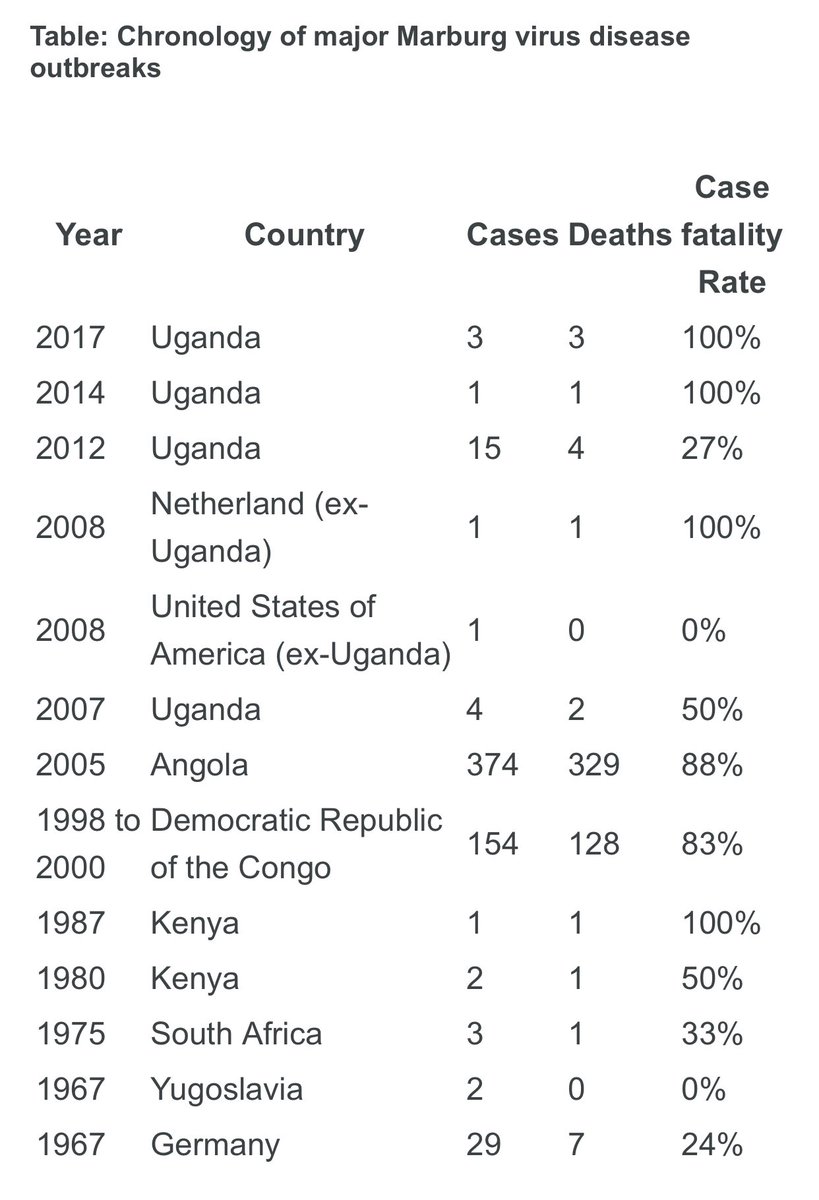 Table: Chronology of major Marburg virus disease
outbreaks
Case
Year Country Cases Deaths fatality
Rate
2017 Uganda 3 3 100%
2014 Uganda 1 1 100%
2012 Uganda 15 4 27%
2008 Netherland (ex-
Uganda) 1 1 100%
2008 United States of
America (ex-Uganda) 1 0 0%
2007 Uganda 4 2 50%
2005 Angola 374 329 88%
1998 to Democratic Republic
2000 of the Congo 154 128 83%
1987 Kenya 1 1 100%
1980 Kenya 2 1 50%
1975 South Africa 3 1 33%
1967 Yugoslavia 2 0 0%
1967 Germany 29 7 24%